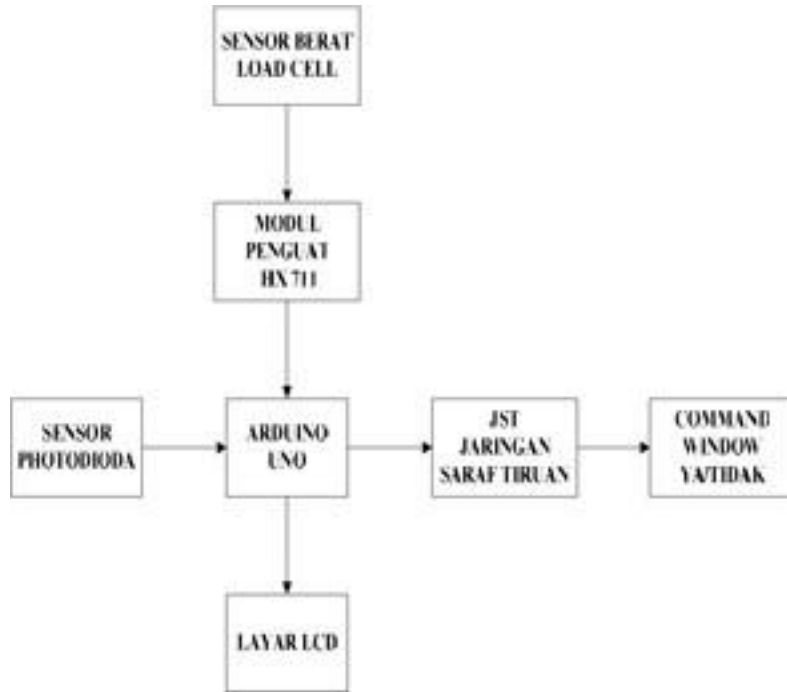 SENSOR BERAT
LOAD CELL
MODUL
PENGUAT
HX 711
SENSOR
PHOTODIODA
ARDUINO
UNO
JST
JARINGAN
SARAF TIRUAN
COMMAND
WINDOW
YA/TIDAK
LAYAR LCD